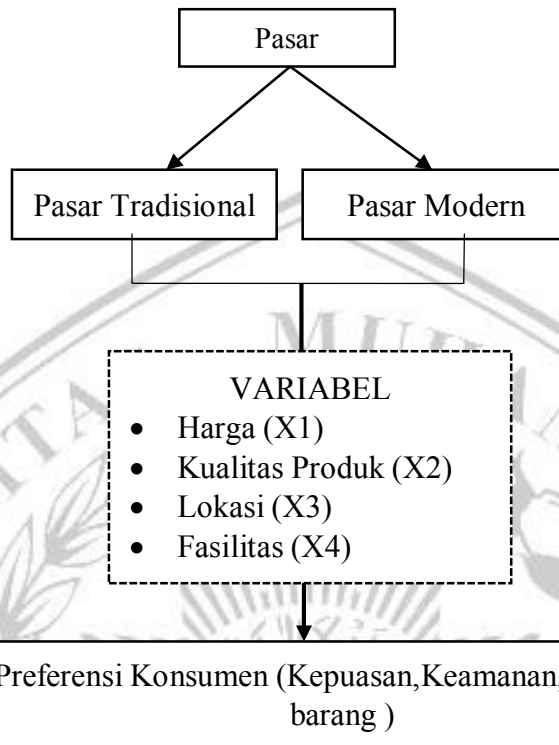 Pasar
Pasar Tradisional Pasar Modern
VARIABEL
• Harga (X1)
• Kualitas Produk (X2)
• Lokasi (X3)
• Fasilitas (X4)
Preferensi Konsumen (Kepuasan,Keamanan,
barang )